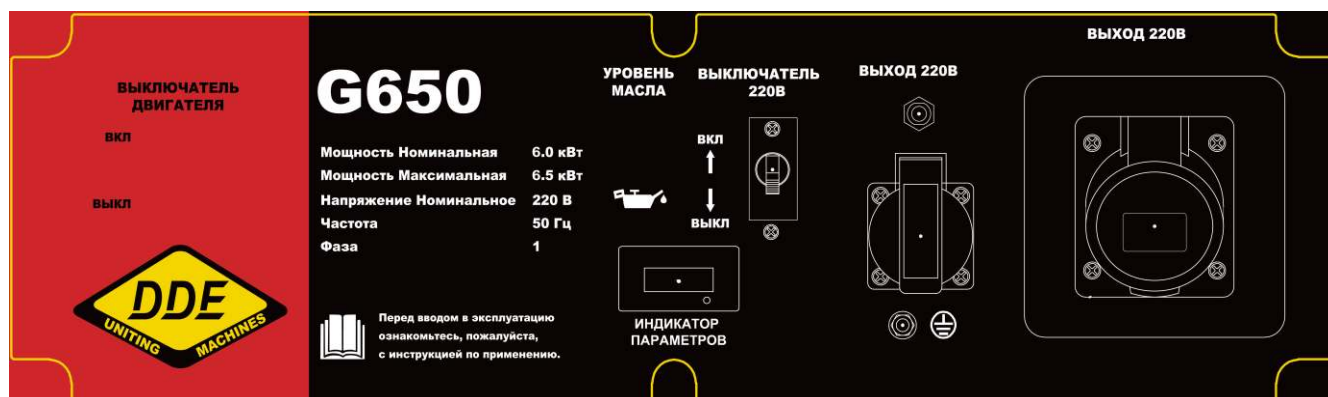 ВЫКЛЮЧАТЕЛЬ
ДВИГАТЕЛЯ
ВКЛ
ВЫКЛ
DDE
UNITING MACHINES
G650
Мощность Номинальная 6.0 кВт
Мощность Максимальная 6.5 кВт
Напряжение Номинальное 220 В
Частота 50 Гц
Фаза 1
Перед вводом в эксплуатацию
ознакомьтесь, пожалуйста,
с инструкцией по применению.
УРОВЕНЬ
МАСЛА
ИНДИКАТОР
ПАРАМЕТРОВ
ВЫКЛЮЧАТЕЛЬ
220В
ВКЛ
ВЫКЛ
ВЫХОД 220В
ВЫХОД 220В